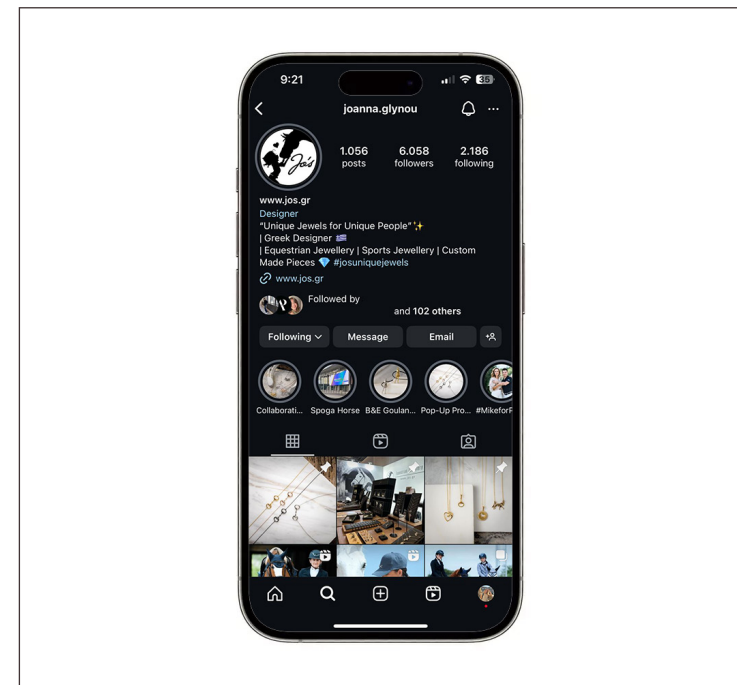 9:21
35
joanna.glynou
Jo's
1.056 6.058 2.186
posts followers following
www.jos.gr
Designer
"Unique Jewels for Unique People"✨
| Greek Designer 🇬🇷
| Equestrian Jewellery | Sports Jewellery | Custom
Made Pieces 💎 #josuniquejewels
www.jos.gr
Followed by
and 102 others
Following Message Email
Collaborati... Spoga Horse B&E Goulan... Pop-Up Pro... #MikeforP